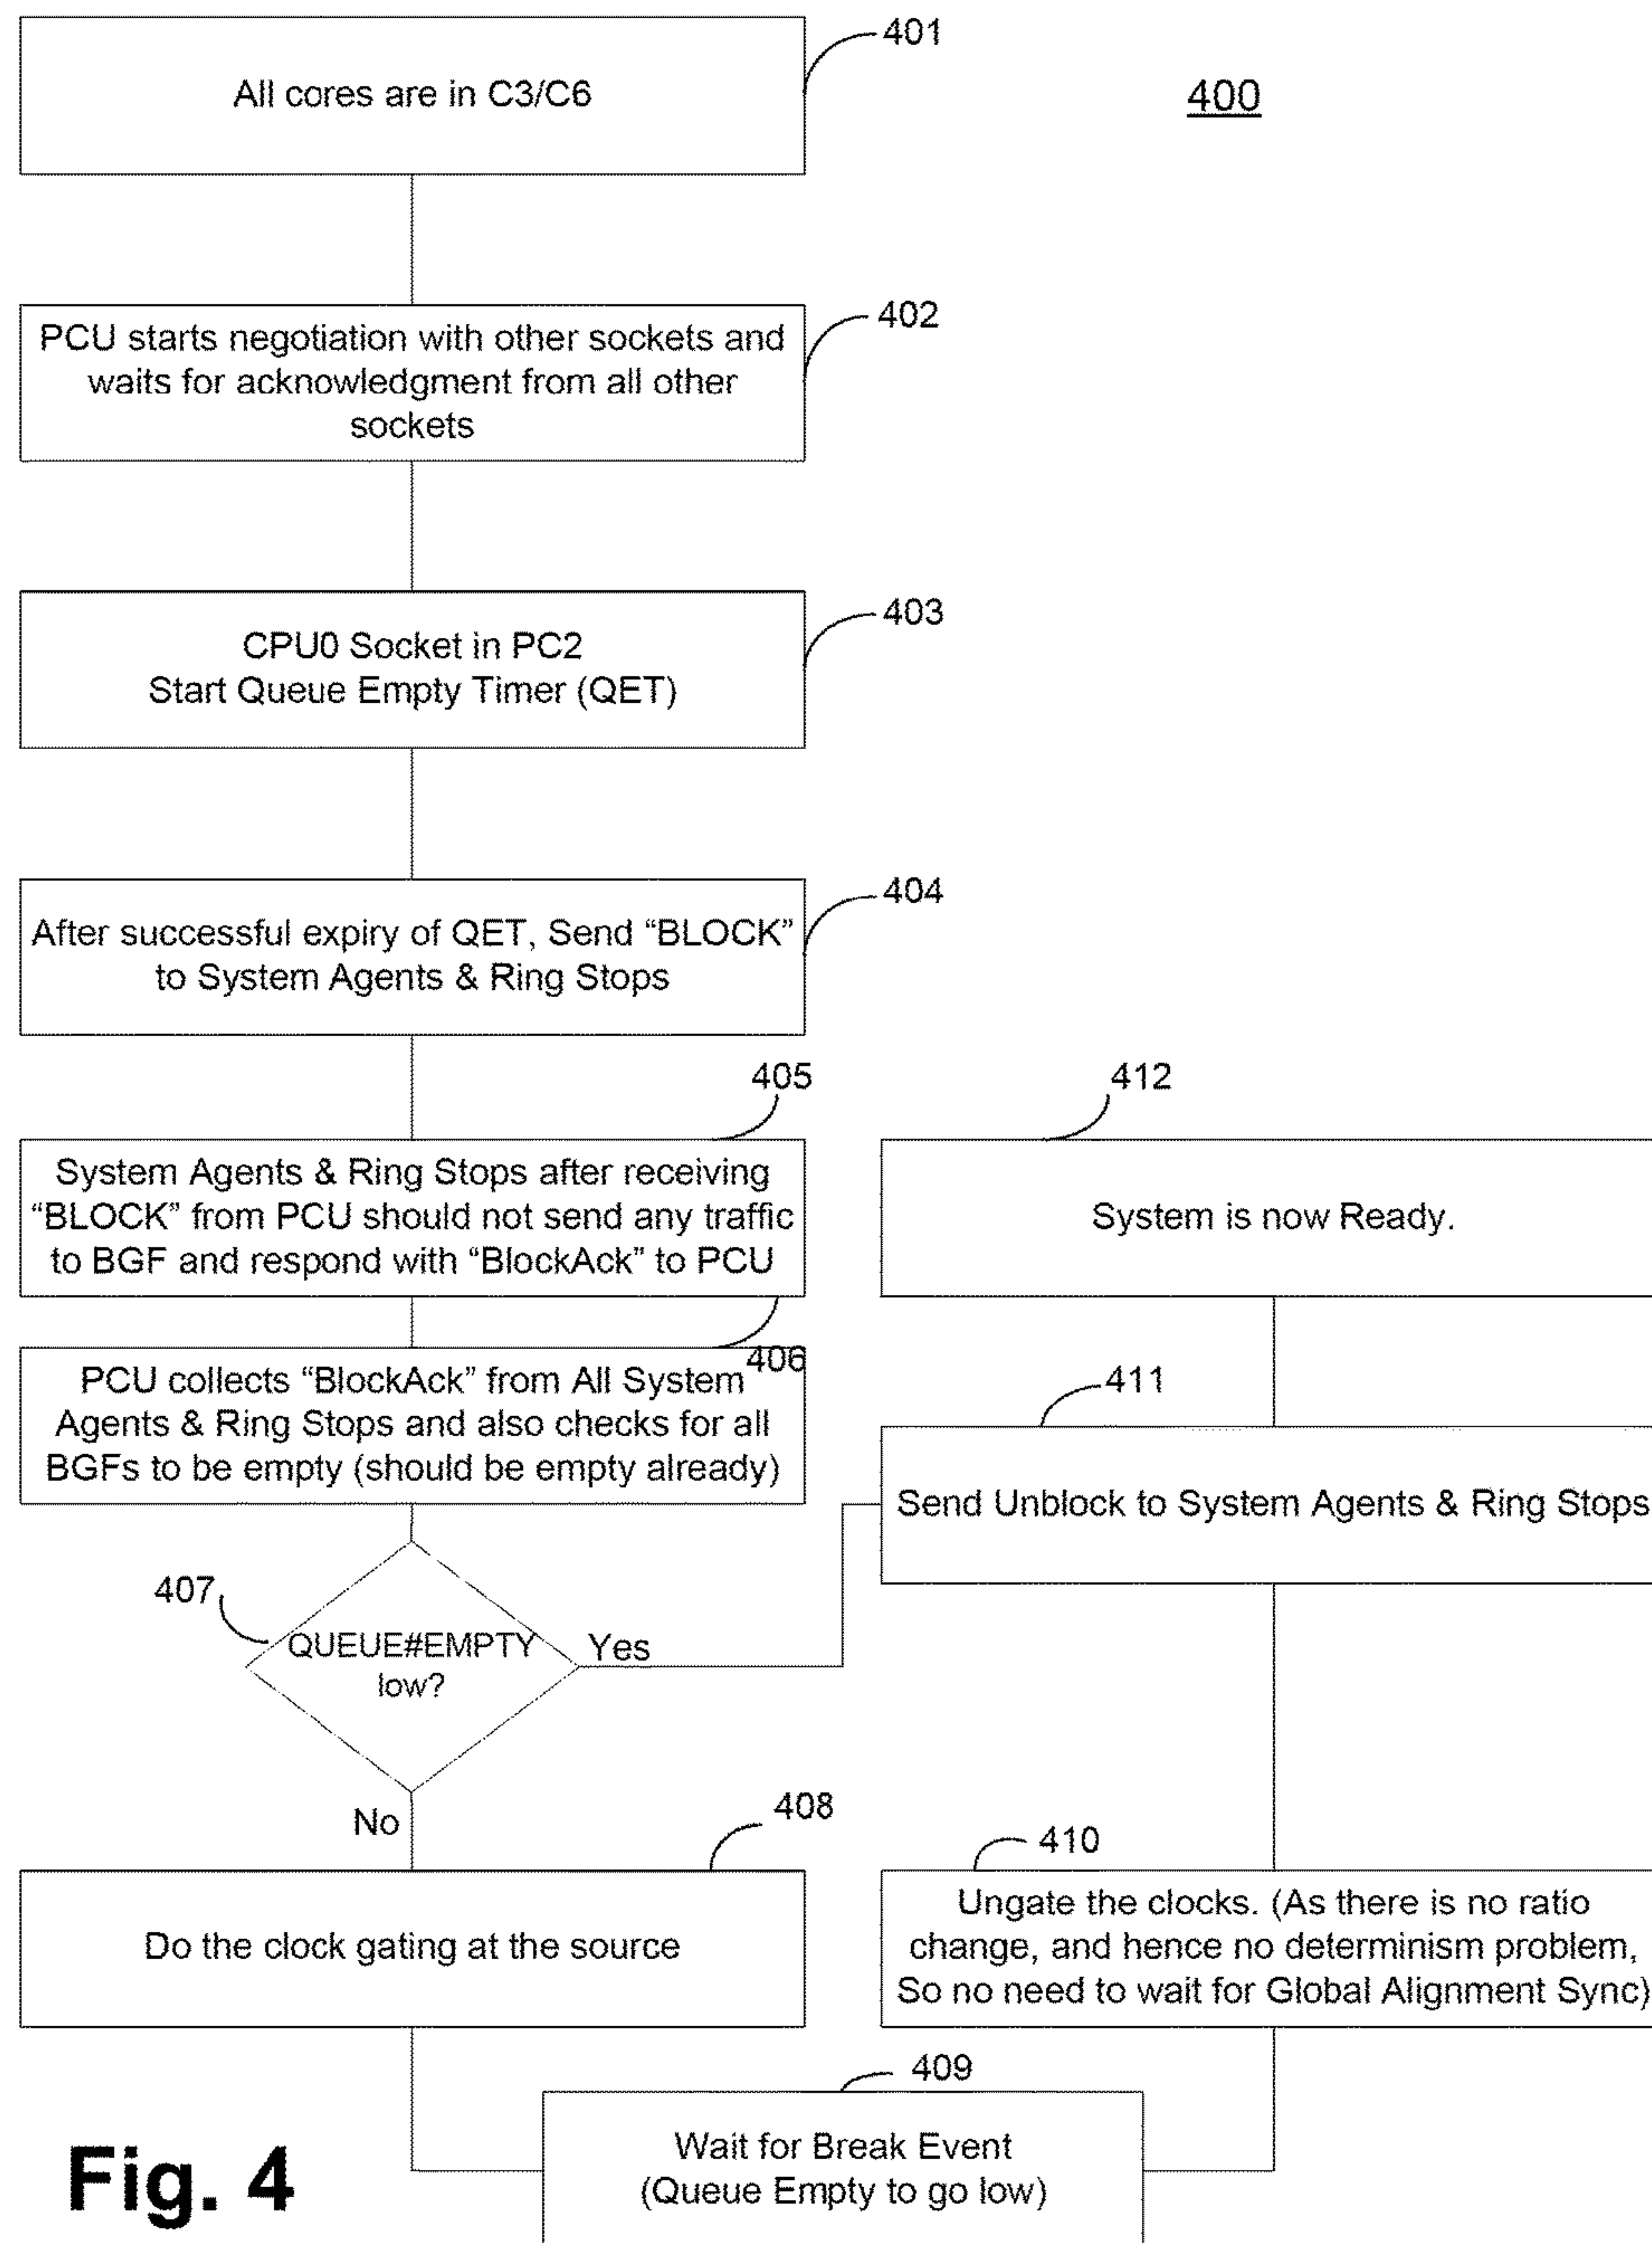 401
All cores are in C3/C6
400
402
PCU starts negotiation with other sockets and
waits for acknowledgment from all other
sockets
403
CPU0 Socket in PC2
Start Queue Empty Timer (QET)
404
After successful expiry of QET, Send “BLOCK”
to System Agents & Ring Stops
405
System Agents & Ring Stops after receiving
“BLOCK” from PCU should not send any traffic
to BGF and respond with “BlockAck” to PCU
406
PCU collects “BlockAck” from All System
Agents & Ring Stops and also checks for all
BGFs to be empty (should be empty already)
407
QUEUE#EMPTY
low?
Yes
No
408
Do the clock gating at the source
409
Wait for Break Event
(Queue Empty to go low)
410
Ungate the clocks. (As there is no ratio
change, and hence no determinism problem,
So no need to wait for Global Alignment Sync)
411
Send Unblock to System Agents & Ring Stops
412
System is now Ready.
Fig. 4